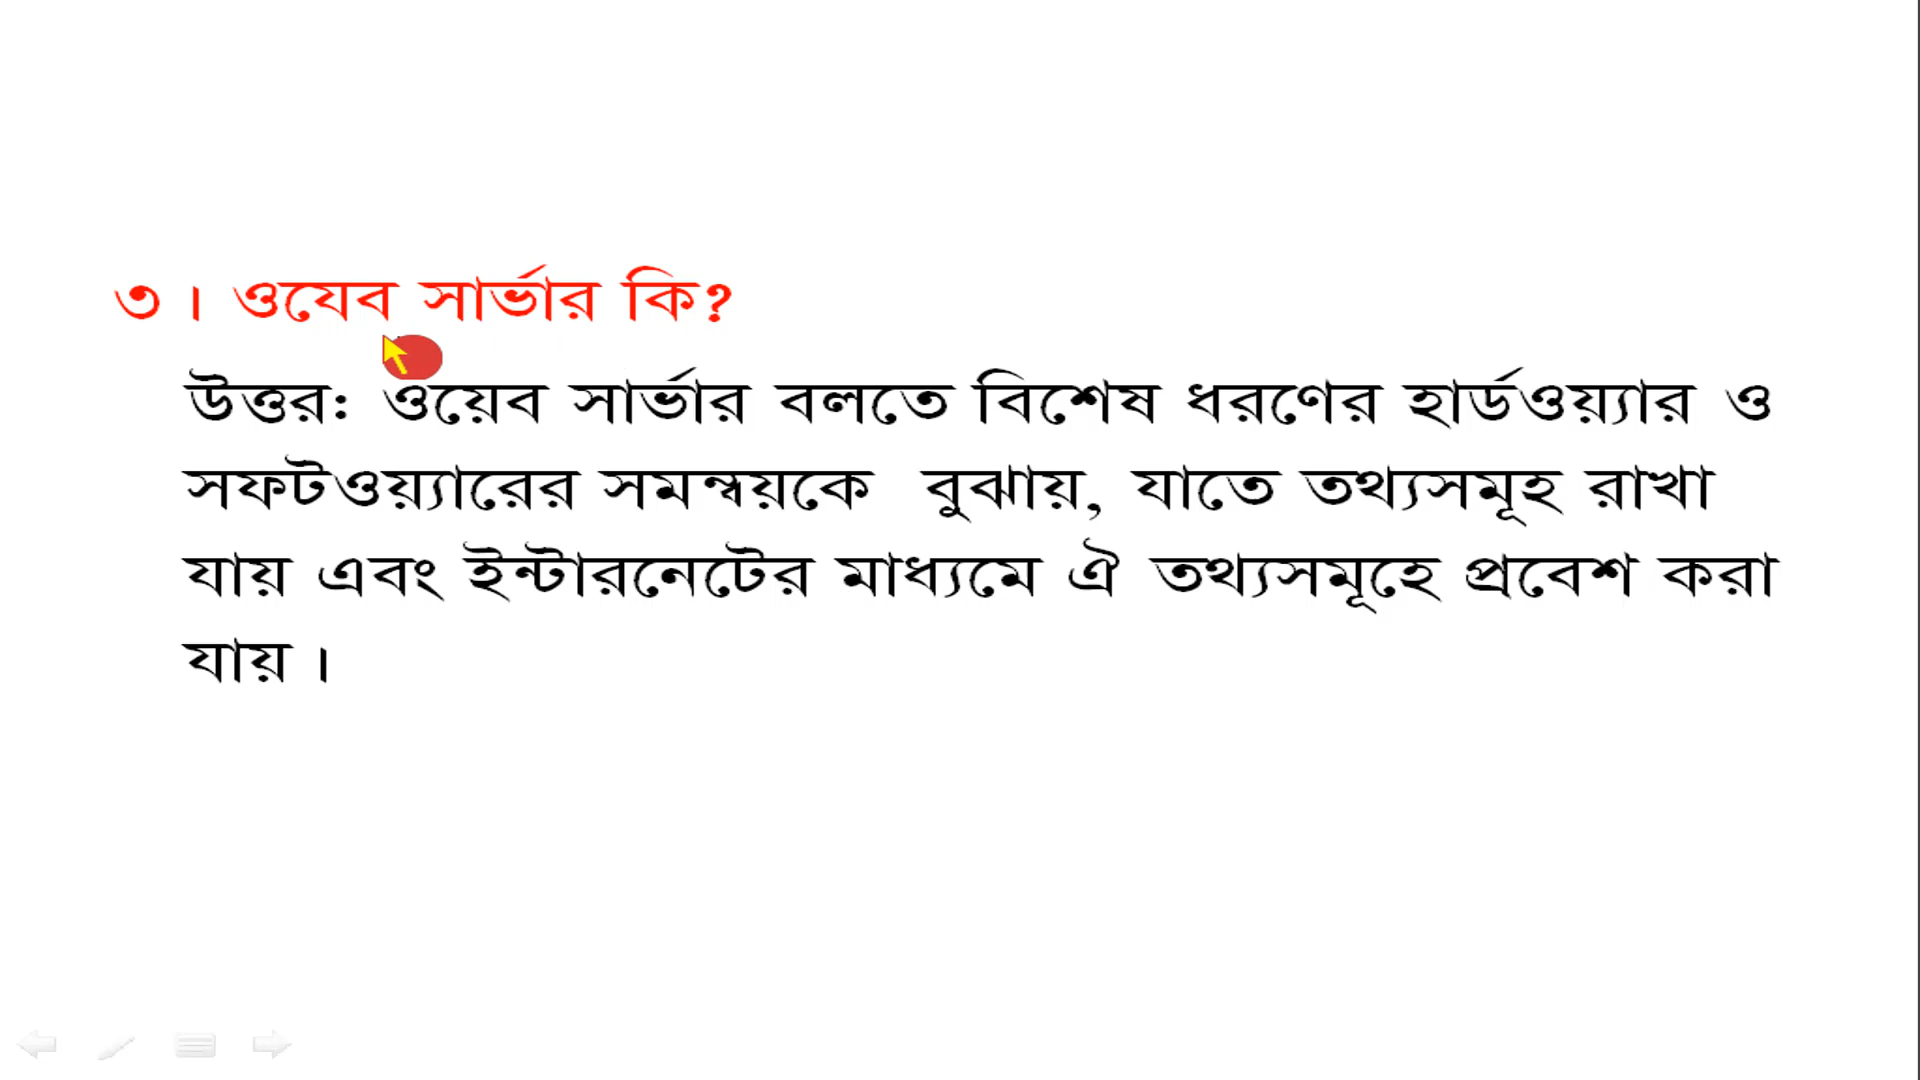 ৩ । ওযেব সার্ভার কি?
উত্তর: ওয়েব সার্ভার বলতে বিশেষ ধরণের হার্ডওয়্যার ও
সফটওয়্যারের সমন্বয়কে বুঝায়, যাতে তথ্যসমূহ রাখা
যায় এবং ইন্টারনেটের মাধ্যমে ঐ তথ্যসমূহে প্রবেশ করা
যায় ।